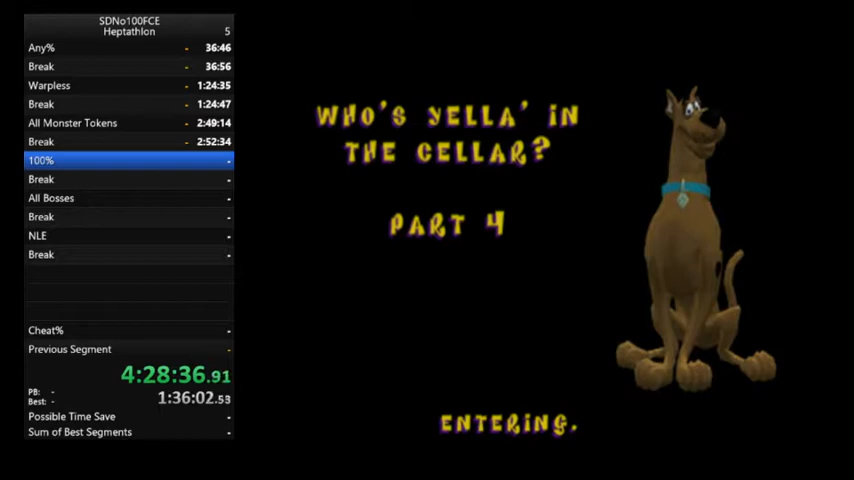 SDNo100FCE
Heptathlon 5
Any% - 36:46
Break - 36:56
Warpless - 1:24:35
Break - 1:24:47
All Monster Tokens - 2:49:14
Break - 2:52:34
100% -
Break -
All Bosses -
Break -
NLE -
Break -
Cheat% -
Previous Segment -
4:28:36.91
PB: -
Best: - 1:36:02.53
Possible Time Save -
Sum of Best Segments -
WHO'S YELLA' IN
THE CELLAR?
PART 4
ENTERING.